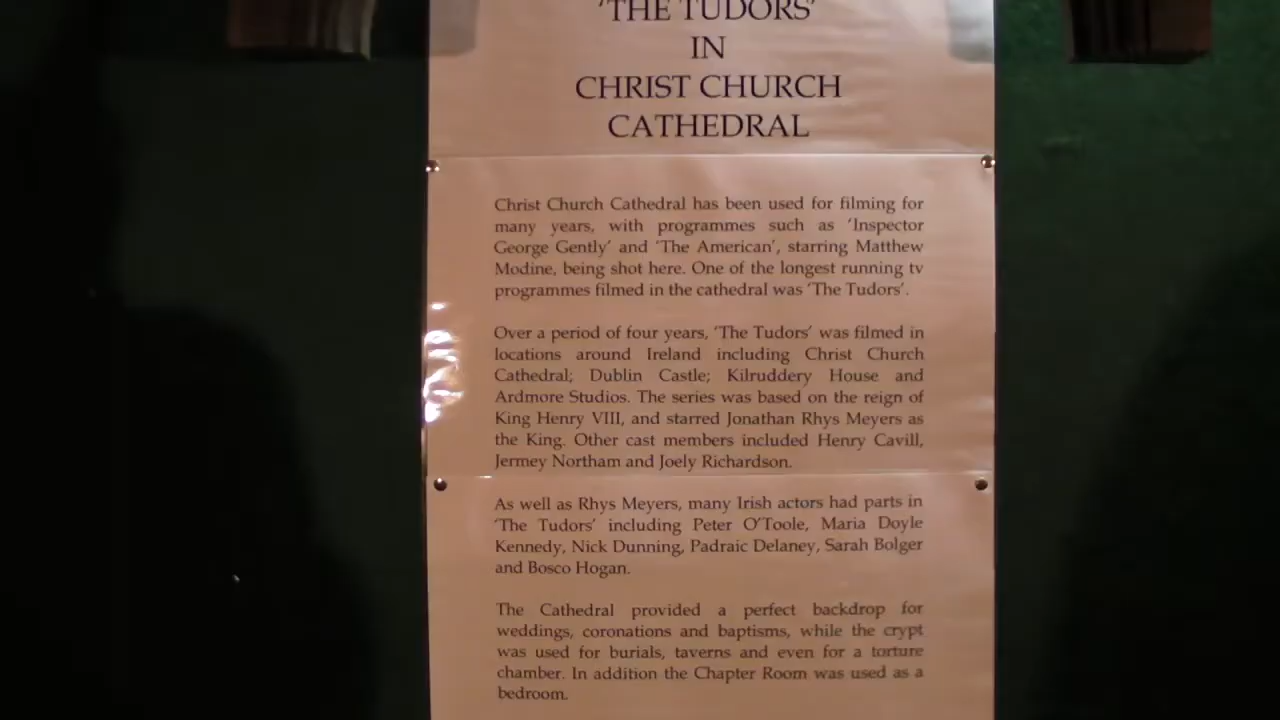 'THE TUDORS'
IN
CHRIST CHURCH
CATHEDRAL
Christ Church Cathedral has been used for filming for
many years, with programmes such as 'Inspector
George Gently' and 'The American', starring Matthew
Modine, being shot here. One of the longest running tv
programmes filmed in the cathedral was 'The Tudors'.
Over a period of four years, 'The Tudors' was filmed in
locations around Ireland including Christ Church
Cathedral; Dublin Castle; Kilruddery House and
Ardmore Studios. The series was based on the reign of
King Henry VIII, and starred Jonathan Rhys Meyers as
the King. Other cast members included Henry Cavill,
Jermey Northam and Joely Richardson.
As well as Rhys Meyers, many Irish actors had parts in
'The Tudors' including Peter O'Toole, Maria Doyle
Kennedy, Nick Dunning, Padraic Delaney, Sarah Bolger
and Bosco Hogan.
The Cathedral provided a perfect backdrop for
weddings, coronations and baptisms, while the crypt
was used for burials, taverns and even for a torture
chamber. In addition the Chapter Room was used as a
bedroom.